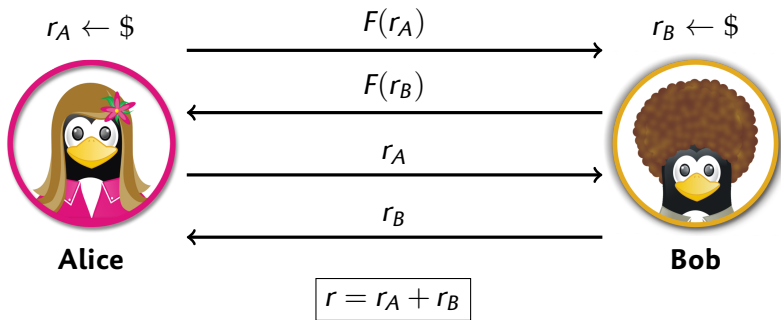 r_A ← $
F(r_A)
r_B ← $
F(r_B)
r_A
r_B
Alice
Bob
r = r_A + r_B